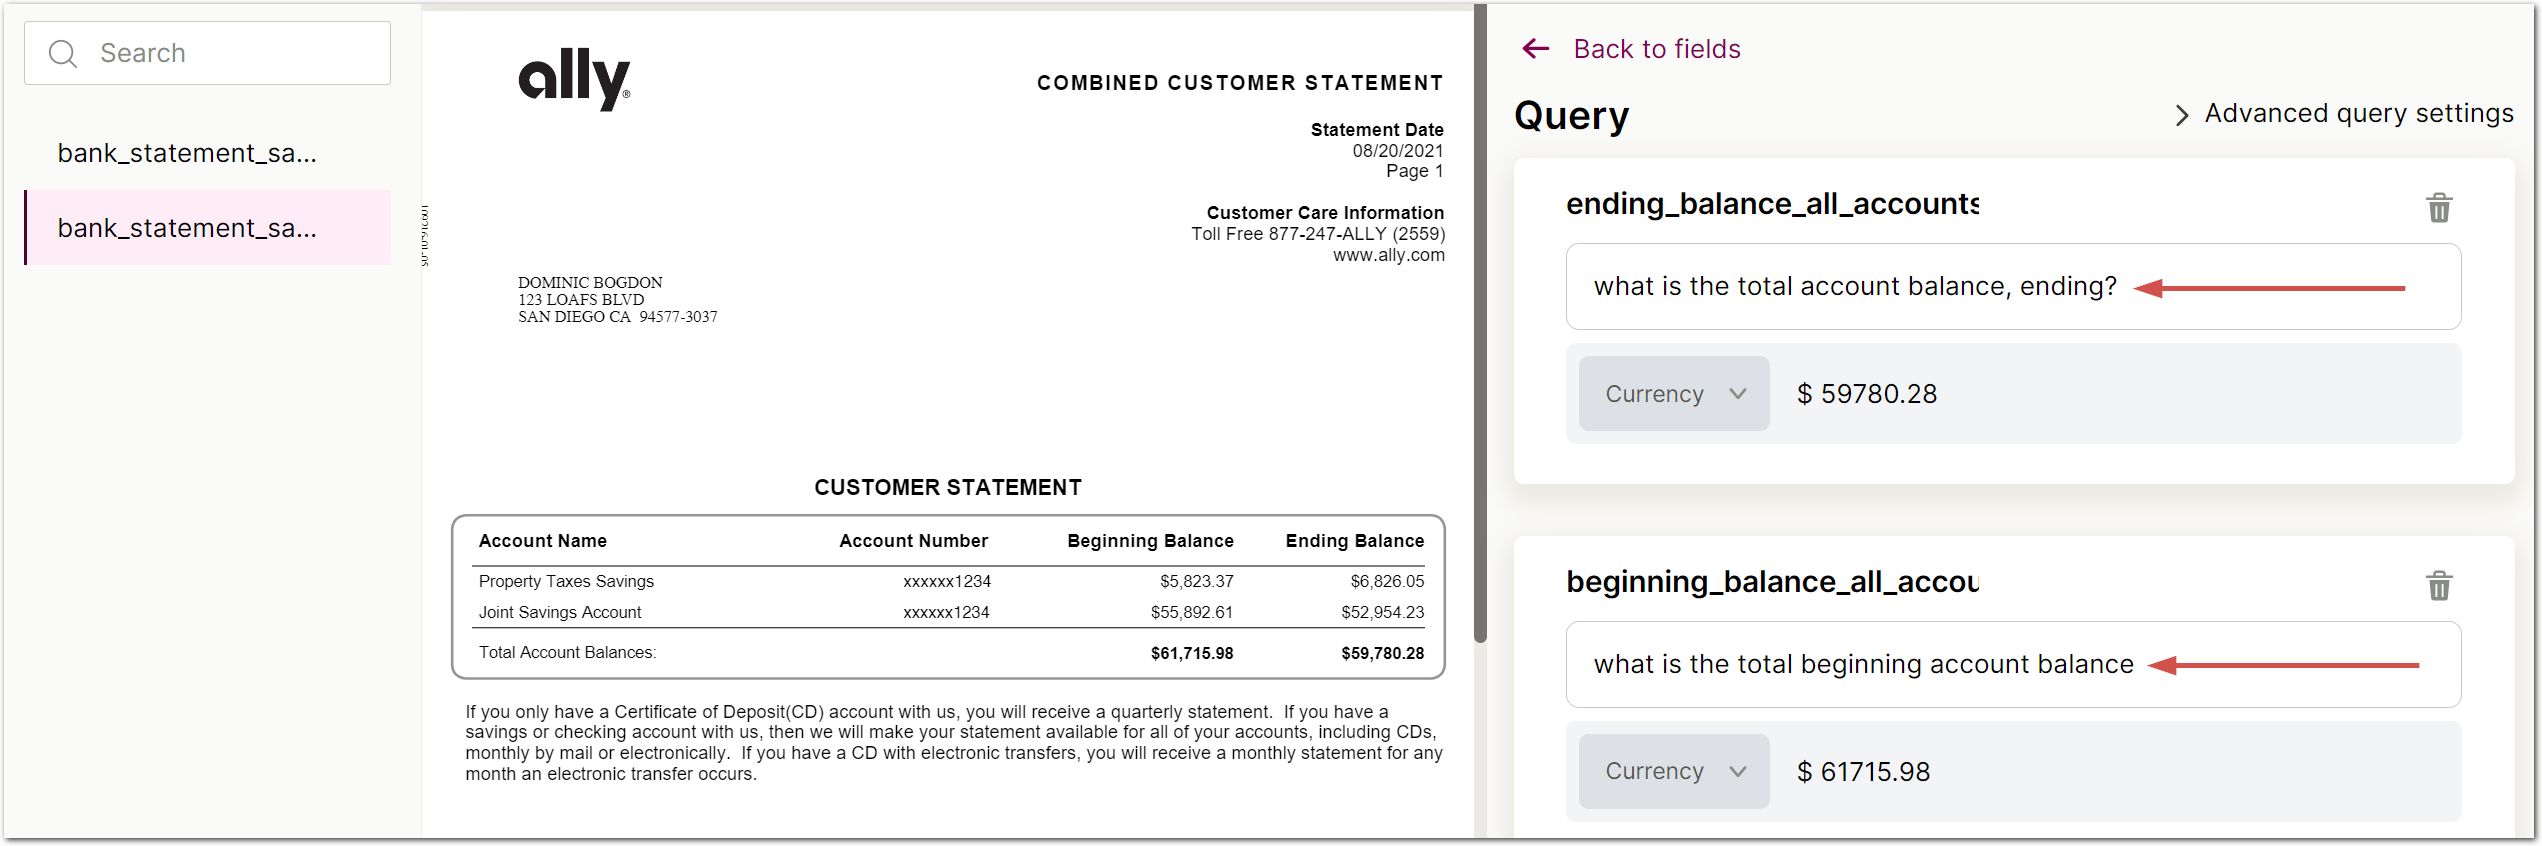 Search
bank_statement_sa...
bank_statement_sa...
ally®
COMBINED CUSTOMER STATEMENT
Statement Date
08/20/2021
Page 1
Customer Care Information
Toll Free 877-247-ALLY (2559)
www.ally.com
DOMINIC BOGDON
123 LOAFS BLVD
SAN DIEGO CA 94577-3037
CUSTOMER STATEMENT
Account Name Account Number Beginning Balance Ending Balance
Property Taxes Savings xxxxxx1234 $5,823.37 $6,826.05
Joint Savings Account xxxxxx1234 $55,892.61 $52,954.23
Total Account Balances: $61,715.98 $59,780.28
If you only have a Certificate of Deposit(CD) account with us, you will receive a quarterly statement. If you have a
savings or checking account with us, then we will make your statement available for all of your accounts, including CDs,
monthly by mail or electronically. If you have a CD with electronic transfers, you will receive a monthly statement for any
month an electronic transfer occurs.
Back to fields
Query
Advanced query settings
ending_balance_all_accounts
what is the total account balance, ending?
Currency $ 59780.28
beginning_balance_all_accou
what is the total beginning account balance
Currency $ 61715.98